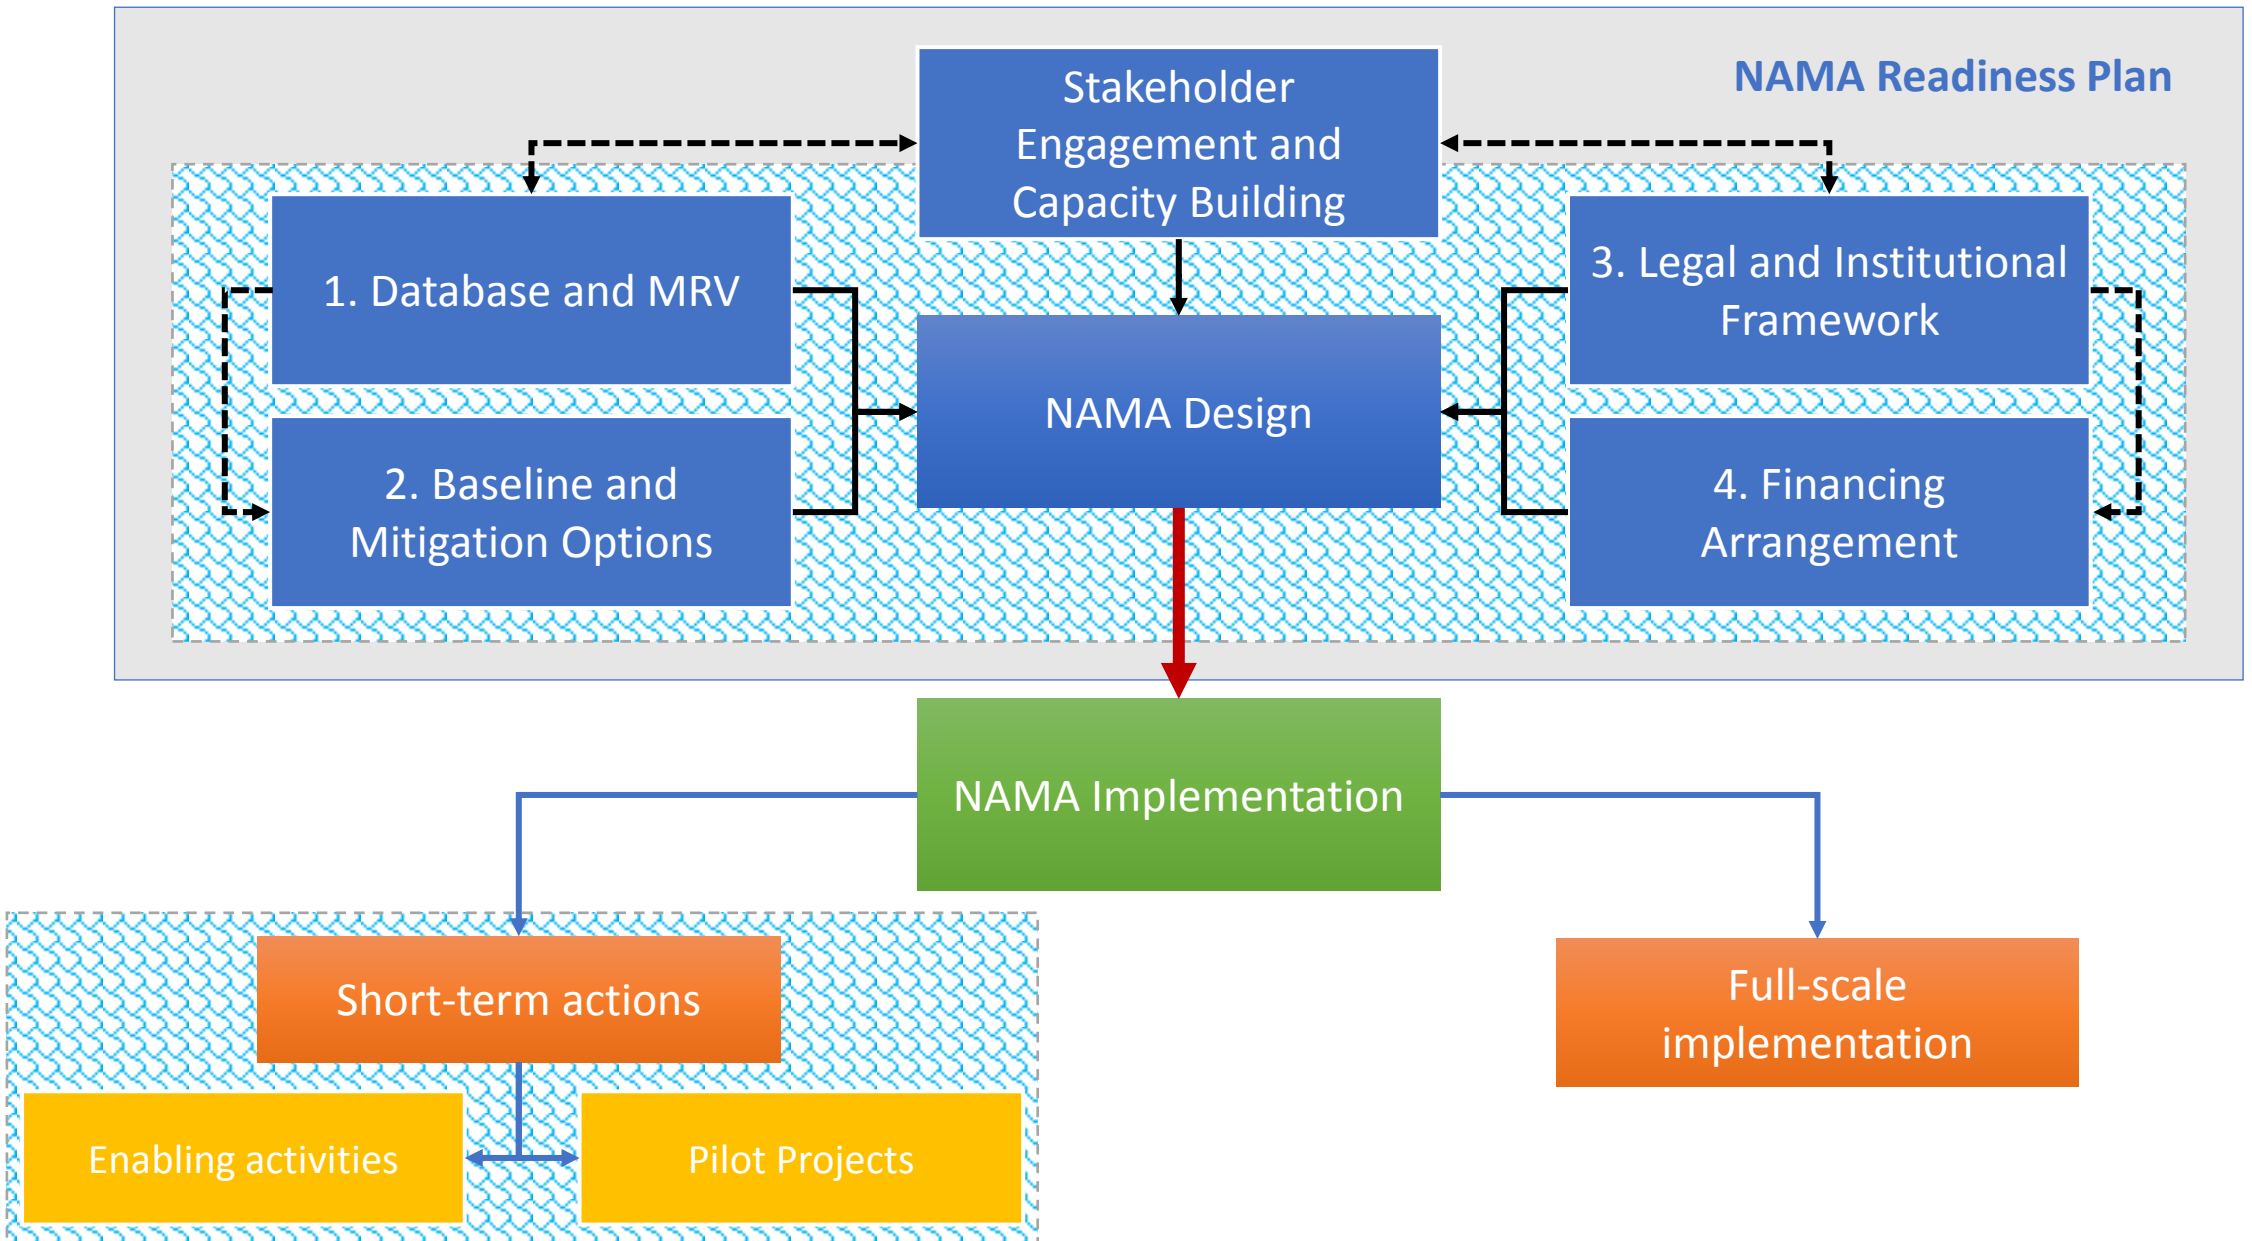 NAMA Readiness Plan
Stakeholder
Engagement and
Capacity Building
1. Database and MRV
3. Legal and Institutional
Framework
NAMA Design
2. Baseline and
Mitigation Options
4. Financing
Arrangement
NAMA Implementation
Short-term actions
Full-scale
implementation
Enabling activities
Pilot Projects